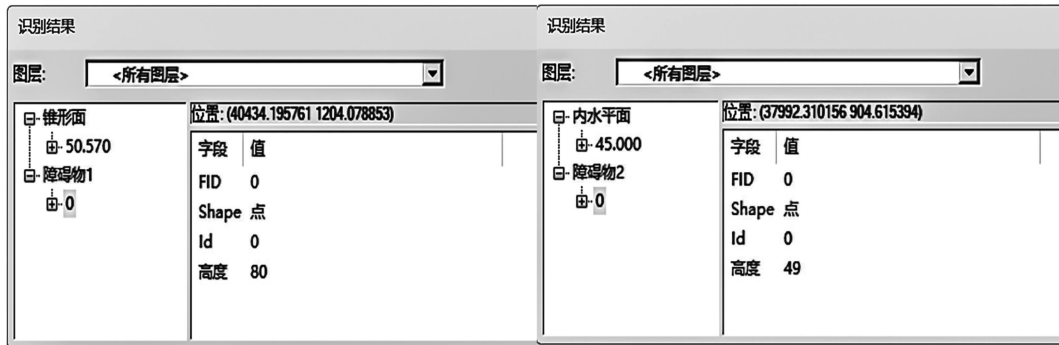 识别结果
图层: <所有图层>
锥形面
50.570
障碍物1
0
位置: (40434.195761 1204.078853)
字段 值
FID 0
Shape 点
Id 0
高度 80
识别结果
图层: <所有图层>
内水平面
45.000
障碍物2
0
位置: (37992.310156 904.615394)
字段 值
FID 0
Shape 点
Id 0
高度 49